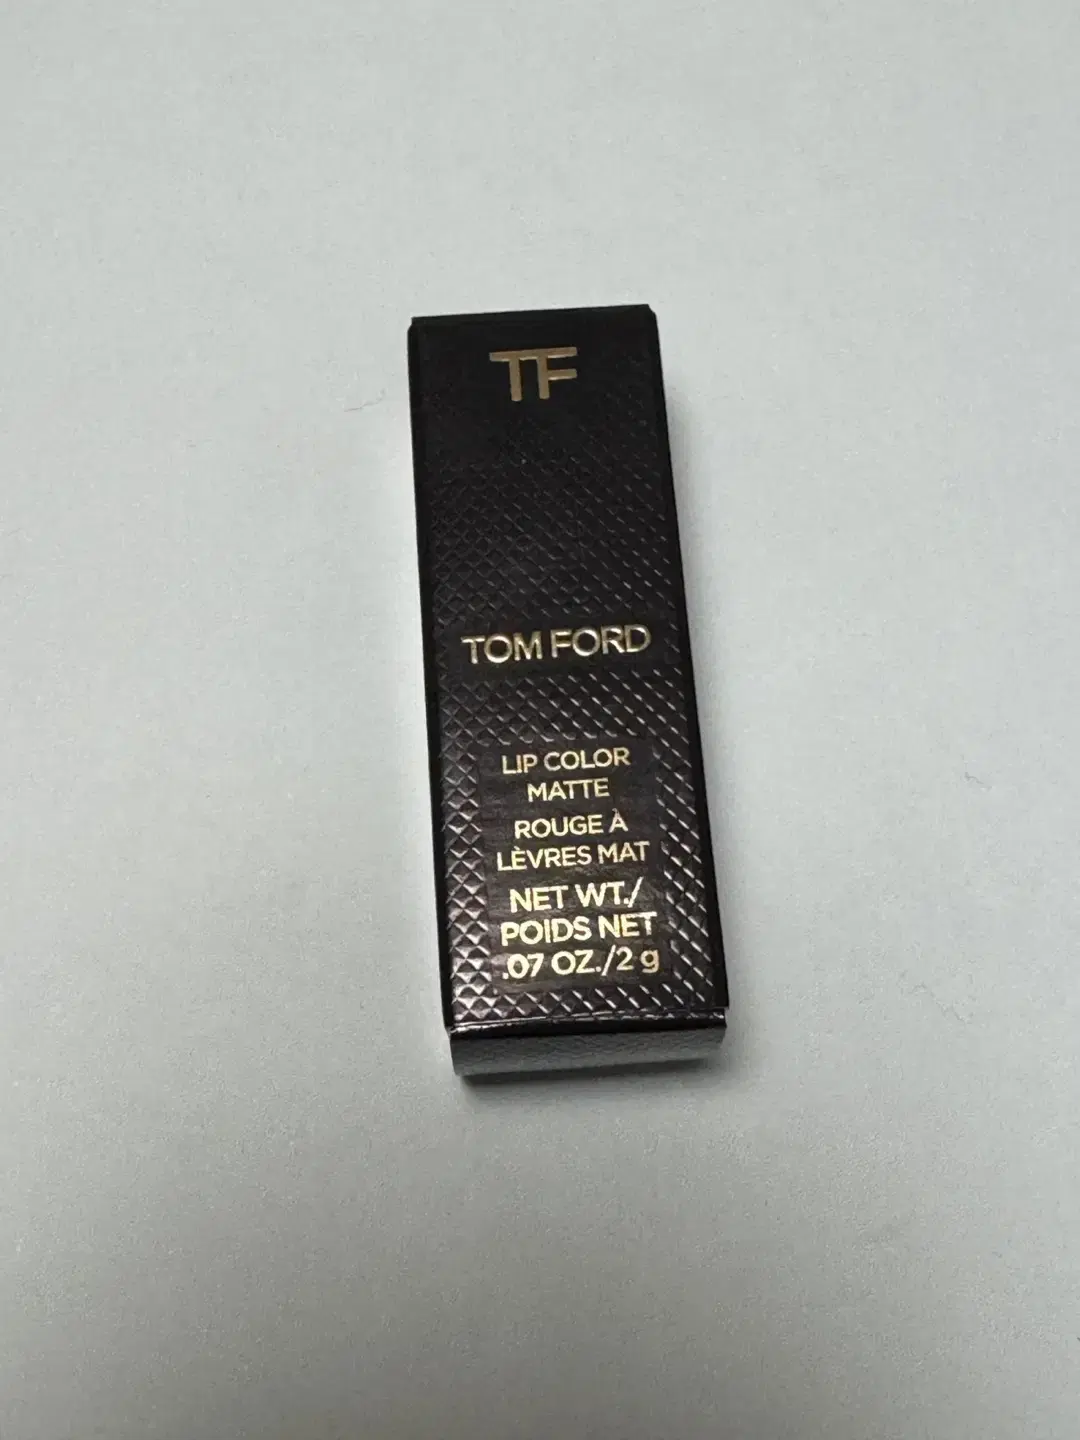 TF
TOM FORD
LIP COLOR
MATTE
ROUGE À
LÈVRES MAT
NET WT./
POIDS NET
.07 OZ./2 g